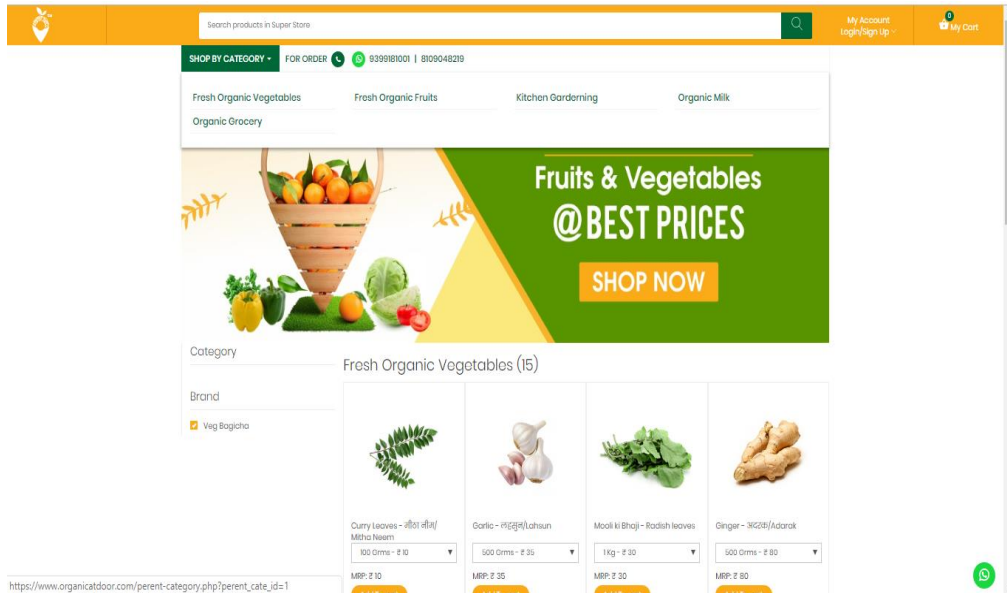 Search products in Super Store
My Account
Login/Sign Up
0
My Cart
SHOP BY CATEGORY
FOR ORDER
9399181001 | 8109048219
Fresh Organic Vegetables
Fresh Organic Fruits
Kitchen Garderning
Organic Milk
Organic Grocery
Fruits & Vegetables
@BEST PRICES
SHOP NOW
Category
Brand
Veg Bagicha
Fresh Organic Vegetables (15)
Curry Leaves - मीठा नीम/
Mitha Neem
100 Grms - ₹ 10
MRP: ₹ 10
Garlic - लहसुन/Lahsun
500 Grms - ₹ 35
MRP: ₹ 35
Mooli ki Bhaji - Radish leaves
1 Kg - ₹ 30
MRP: ₹ 30
Ginger - अदरक/Adarak
500 Grms - ₹ 80
MRP: ₹ 80
https://www.organicatdoor.com/perent-category.php?perent_cate_id=1